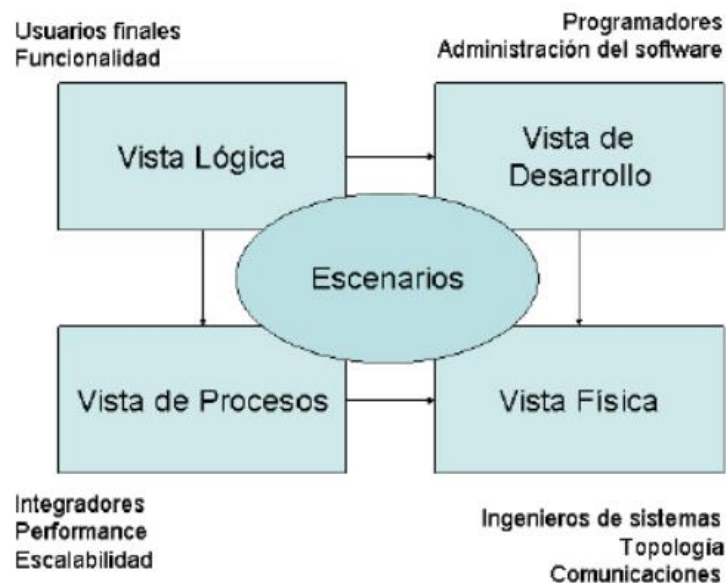 Usuarios finales
Funcionalidad
Programadores
Administración del software
Vista Lógica
Vista de
Desarrollo
Escenarios
Vista de Procesos
Vista Física
Integradores
Performance
Escalabilidad
Ingenieros de sistemas
Topología
Comunicaciones